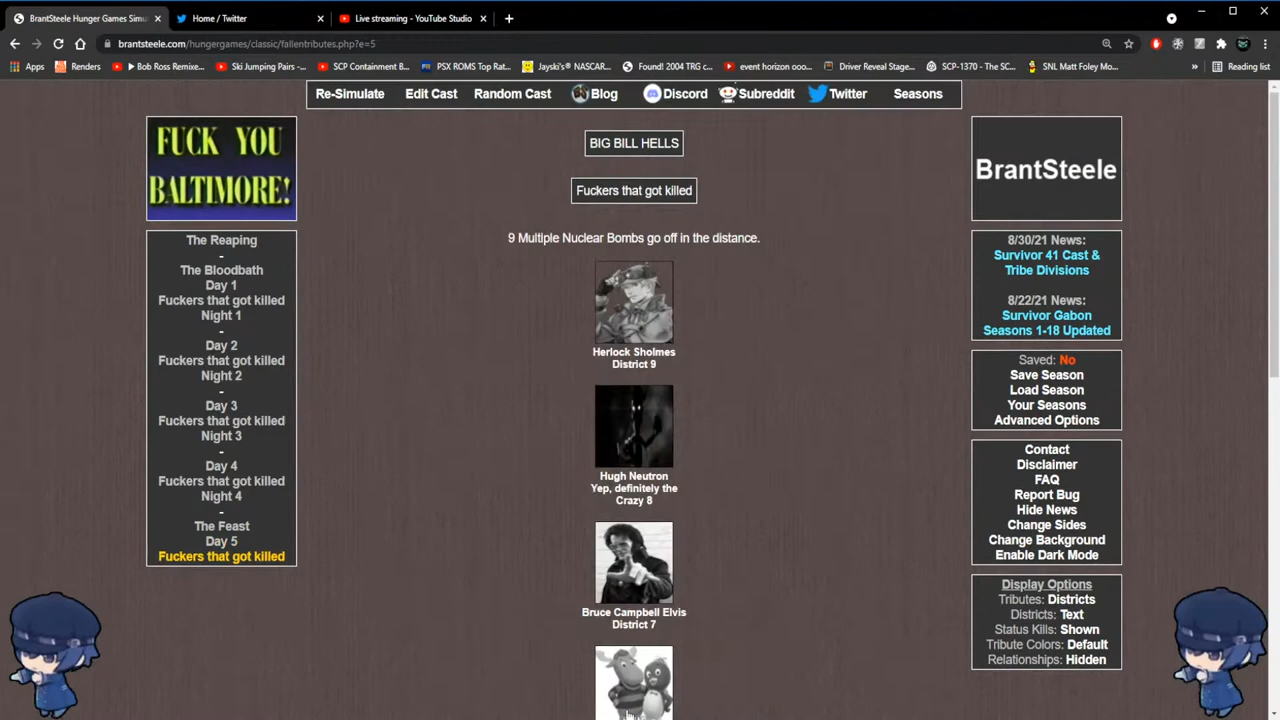 BrantSteele Hunger Games Simu
Home / Twitter
Live streaming - YouTube Studio
brantsteele.com/hungergames/classic/fallentributes.php?e=5
Apps
Renders
Bob Ross Remixe...
Ski Jumping Pairs -...
SCP Containment B...
PSX ROMS Top Rat...
Jayski's® NASCAR...
Found! 2004 TRG c...
event horizon ooo...
Driver Reveal Stage...
SCP-1370 - The SC...
SNL Matt Foley Mo...
»
Reading list
Re-Simulate
Edit Cast
Random Cast
Blog
Discord
Subreddit
Twitter
Seasons
FUCK YOU
BALTIMORE!
The Reaping
-
The Bloodbath
Day 1
Fuckers that got killed
Night 1
-
Day 2
Fuckers that got killed
Night 2
-
Day 3
Fuckers that got killed
Night 3
-
Day 4
Fuckers that got killed
Night 4
-
The Feast
Day 5
Fuckers that got killed
BIG BILL HELLS
Fuckers that got killed
9 Multiple Nuclear Bombs go off in the distance.
Herlock Sholmes
District 9
Hugh Neutron
Yep, definitely the
Crazy 8
Bruce Campbell Elvis
District 7
BrantSteele
8/30/21 News:
Survivor 41 Cast &
Tribe Divisions
8/22/21 News:
Survivor Gabon
Seasons 1-18 Updated
Saved: No
Save Season
Load Season
Your Seasons
Advanced Options
Contact
Disclaimer
FAQ
Report Bug
Hide News
Change Sides
Change Background
Enable Dark Mode
Display Options
Tributes: Districts
Districts: Text
Status Kills: Shown
Tribute Colors: Default
Relationships: Hidden